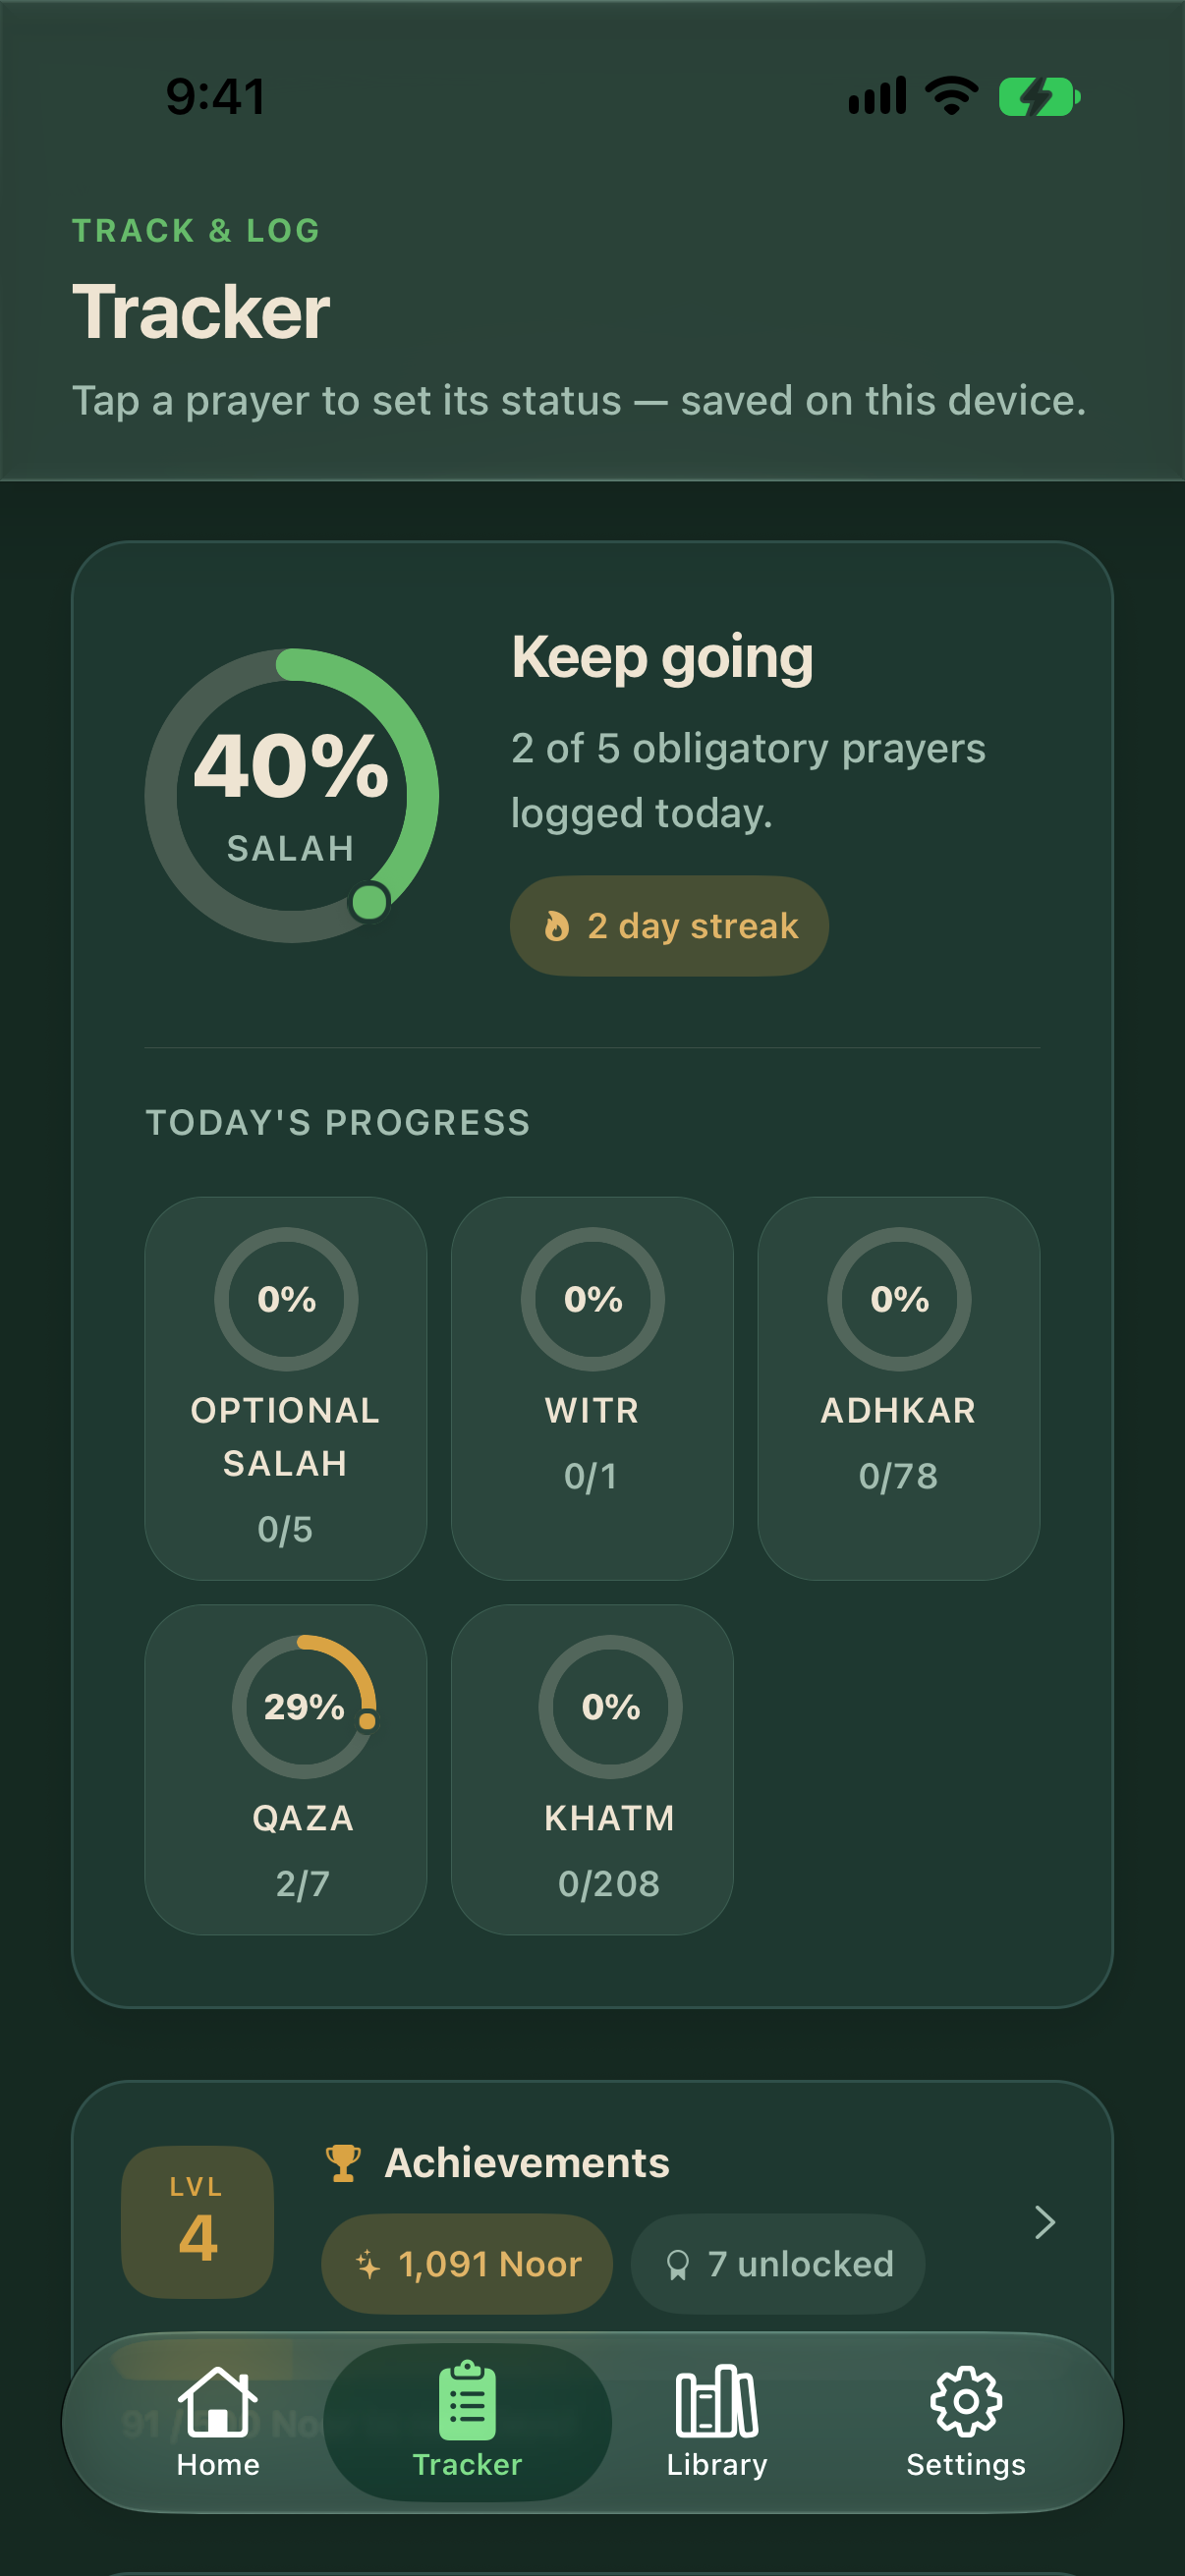 9:41
TRACK & LOG
Tracker
Tap a prayer to set its status — saved on this device.
40%
SALAH
Keep going
2 of 5 obligatory prayers
logged today.
2 day streak
TODAY'S PROGRESS
0%
OPTIONAL
SALAH
0/5
0%
WITR
0/1
0%
ADHKAR
0/78
29%
QAZA
2/7
0%
KHATM
0/208
LVL
4
Achievements
1,091 Noor
7 unlocked
91 /
Home
Tracker
Library
Settings